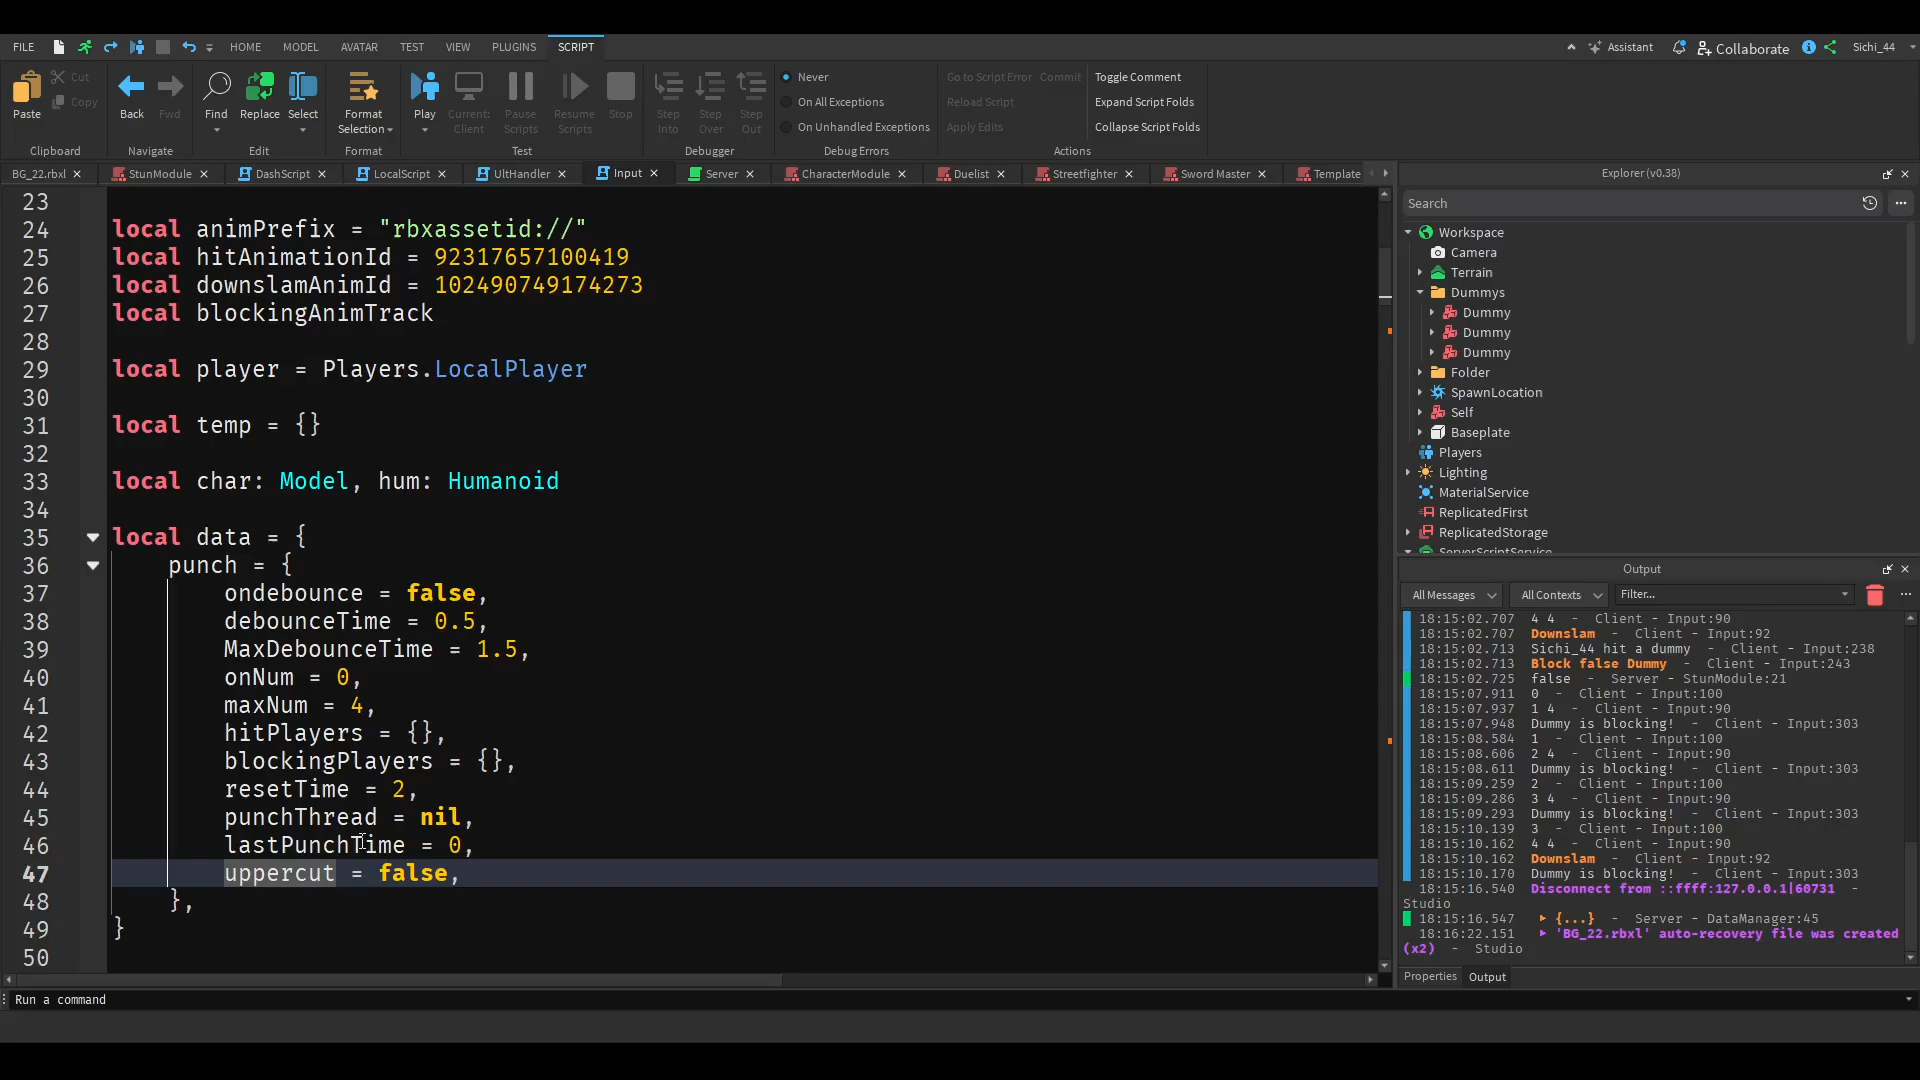 FILE HOME MODEL AVATAR TEST VIEW PLUGINS SCRIPT Assistant Collaborate Sichi_44
Paste Cut Copy Back Fwd Find Replace Select Format Selection Play Current: Client Pause Scripts Resume Scripts Stop Step Into Step Over Step Out
Never
On All Exceptions
On Unhandled Exceptions
Go to Script Error Commit
Reload Script
Apply Edits
Toggle Comment
Expand Script Folds
Collapse Script Folds
Clipboard Navigate Edit Format Test Debugger Debug Errors Actions
BG_22.rbxl StunModule DashScript LocalScript UltHandler Input Server CharacterModule Duelist Streetfighter Sword Master Template
23
24 local animPrefix = "rbxassetid://"
25 local hitAnimationId = 92317657100419
26 local downslamAnimId = 102490749174273
27 local blockingAnimTrack
28
29 local player = Players.LocalPlayer
30
31 local temp = {}
32
33 local char: Model, hum: Humanoid
34
35 local data = {
36 punch = {
37 ondebounce = false,
38 debounceTime = 0.5,
39 MaxDebounceTime = 1.5,
40 onNum = 0,
41 maxNum = 4,
42 hitPlayers = {},
43 blockingPlayers = {},
44 resetTime = 2,
45 punchThread = nil,
46 lastPunchTime = 0,
47 uppercut = false,
48 },
49 }
50
Explorer (v0.38)
Search
Workspace
Camera
Terrain
Dummys
Dummy
Dummy
Dummy
Folder
SpawnLocation
Self
Baseplate
Players
Lighting
MaterialService
ReplicatedFirst
ReplicatedStorage
ServerScriptService
Output
All Messages All Contexts Filter...
18:15:02.707 4 4 - Client - Input:90
18:15:02.707 Downslam - Client - Input:92
18:15:02.713 Sichi_44 hit a dummy - Client - Input:238
18:15:02.713 Block false Dummy - Client - Input:243
18:15:02.725 false - Server - StunModule:21
18:15:07.911 0 - Client - Input:100
18:15:07.937 1 4 - Client - Input:90
18:15:07.948 Dummy is blocking! - Client - Input:303
18:15:08.584 1 - Client - Input:100
18:15:08.606 2 4 - Client - Input:90
18:15:08.611 Dummy is blocking! - Client - Input:303
18:15:09.259 2 - Client - Input:100
18:15:09.286 3 4 - Client - Input:90
18:15:09.293 Dummy is blocking! - Client - Input:303
18:15:10.139 3 - Client - Input:100
18:15:10.162 4 4 - Client - Input:90
18:15:10.162 Downslam - Client - Input:92
18:15:10.170 Dummy is blocking! - Client - Input:303
18:15:16.540 Disconnect from ::ffff:127.0.0.1|60731 -
Studio
18:15:16.547 {...} - Server - DataManager:45
18:16:22.151 'BG_22.rbxl' auto-recovery file was created
(x2) - Studio
Properties Output
Run a command